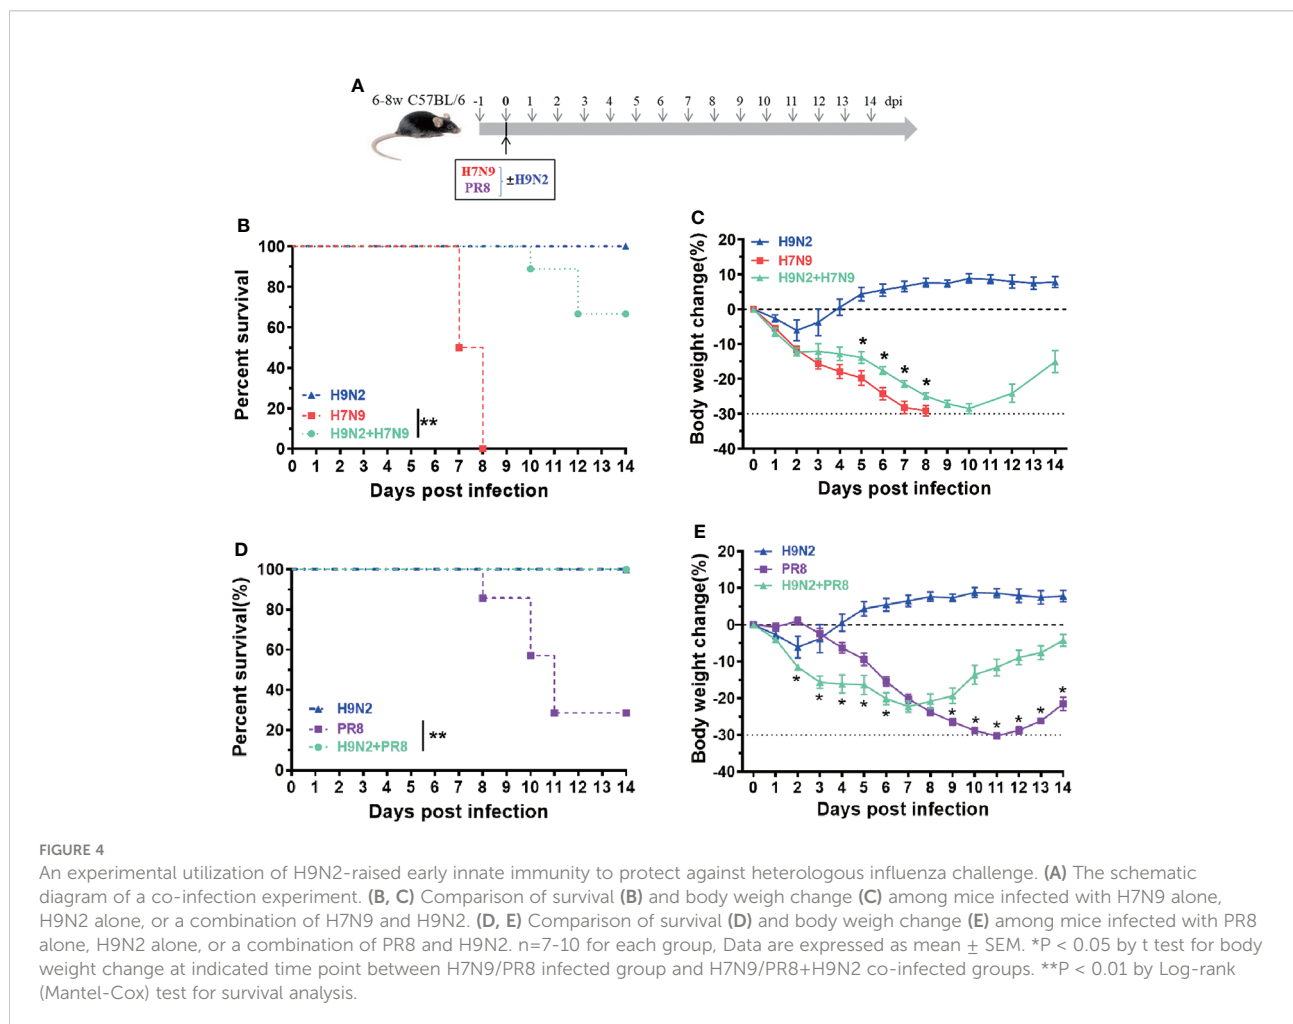 A
6-8w C57BL/6 -1 0 1 2 3 4 5 6 7 8 9 10 11 12 13 14 dpi
H7N9
PR8
±H9N2
B
Percent survival
100
80
60
40
20
0
H9N2
H7N9
H9N2+H7N9
**
0 1 2 3 4 5 6 7 8 9 10 11 12 13 14
Days post infection
C
Body weight change(%)
20
10
0
-10
-20
-30
-40
H9N2
H7N9
H9N2+H7N9
* * * *
0 1 2 3 4 5 6 7 8 9 10 11 12 13 14
Days post infection
D
Percent survival(%)
100
80
60
40
20
0
H9N2
PR8
H9N2+PR8
**
0 1 2 3 4 5 6 7 8 9 10 11 12 13 14
Days post infection
E
Body weight change(%)
20
10
0
-10
-20
-30
-40
H9N2
PR8
H9N2+PR8
* * * * * * * * * * *
0 1 2 3 4 5 6 7 8 9 10 11 12 13 14
Days post infection
FIGURE 4
An experimental utilization of H9N2-raised early innate immunity to protect against heterologous influenza challenge. (A) The schematic
diagram of a co-infection experiment. (B, C) Comparison of survival (B) and body weigh change (C) among mice infected with H7N9 alone,
H9N2 alone, or a combination of H7N9 and H9N2. (D, E) Comparison of survival (D) and body weigh change (E) among mice infected with PR8
alone, H9N2 alone, or a combination of PR8 and H9N2. n=7-10 for each group, Data are expressed as mean ± SEM. *P < 0.05 by t test for body
weight change at indicated time point between H7N9/PR8 infected group and H7N9/PR8+H9N2 co-infected groups. **P < 0.01 by Log-rank
(Mantel-Cox) test for survival analysis.